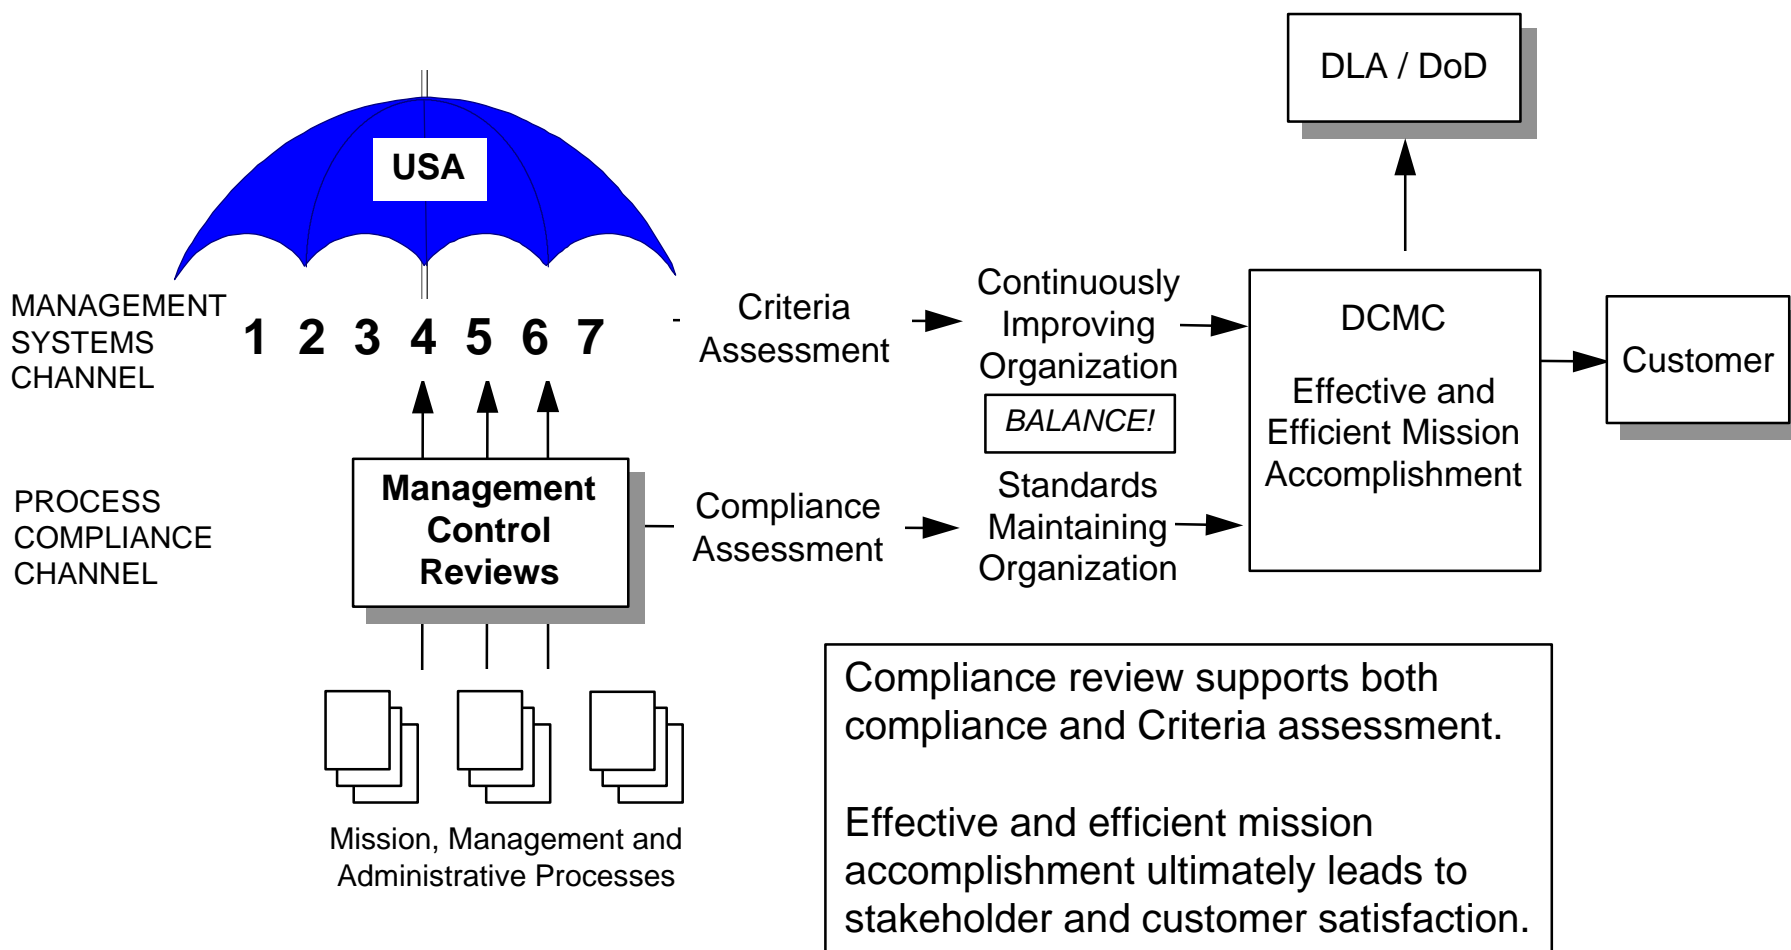 DLA / DoD
USA
MANAGEMENT
SYSTEMS
CHANNEL
1 2 3 4 5 6 7
Criteria
Assessment
Continuously
Improving
Organization
BALANCE!
DCMC
Effective and
Efficient Mission
Accomplishment
Customer
PROCESS
COMPLIANCE
CHANNEL
Management
Control
Reviews
Compliance
Assessment
Standards
Maintaining
Organization
Mission, Management and
Administrative Processes
Compliance review supports both
compliance and Criteria assessment.
Effective and efficient mission
accomplishment ultimately leads to
stakeholder and customer satisfaction.